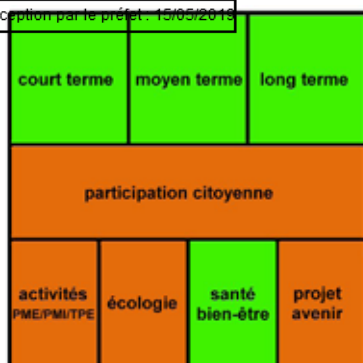 ception par le préfet : 15/05/2019
court terme moyen terme long terme
participation citoyenne
activités
PME/PMI/TPE
écologie
santé
bien-être
projet
avenir